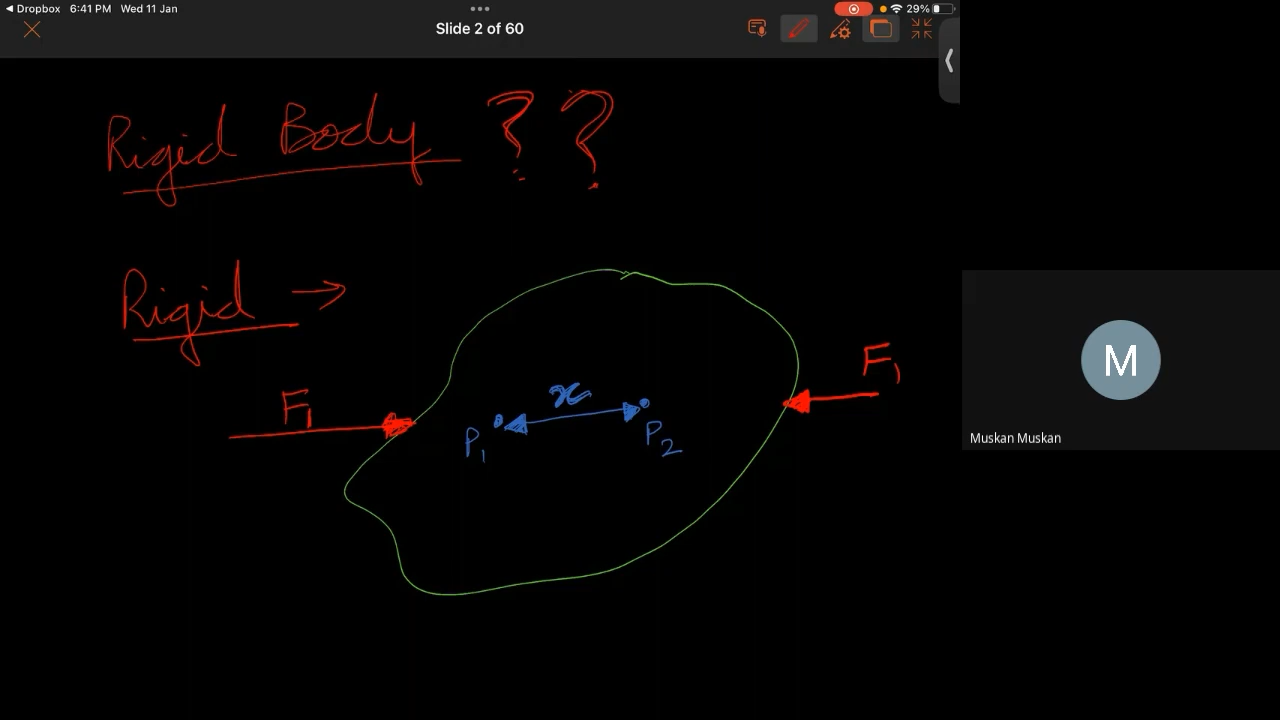 Dropbox 6:41 PM Wed 11 Jan
29%
Slide 2 of 60
Rigid Body ??
Rigid →
F₁
F₁
x
P₁
P₂
M
Muskan Muskan